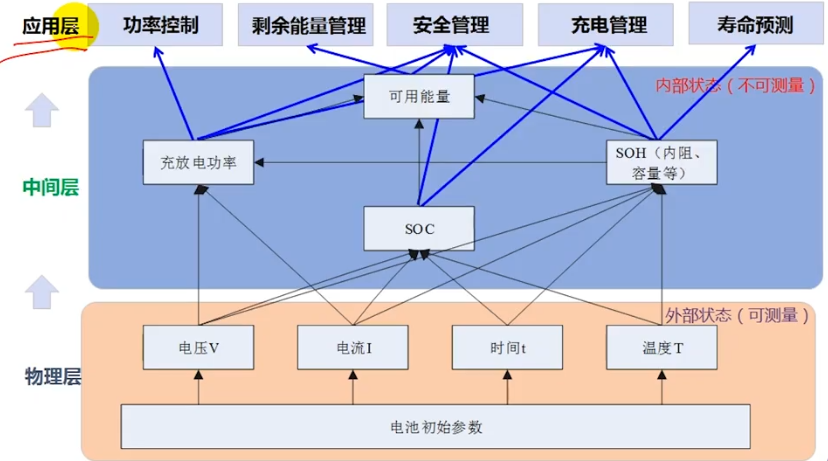 应用层
功率控制
剩余能量管理
安全管理
充电管理
寿命预测
内部状态（不可测量）
可用能量
充放电功率
SOH（内阻、
容量等）
中间层
SOC
外部状态（可测量）
电压V
电流I
时间t
温度T
物理层
电池初始参数